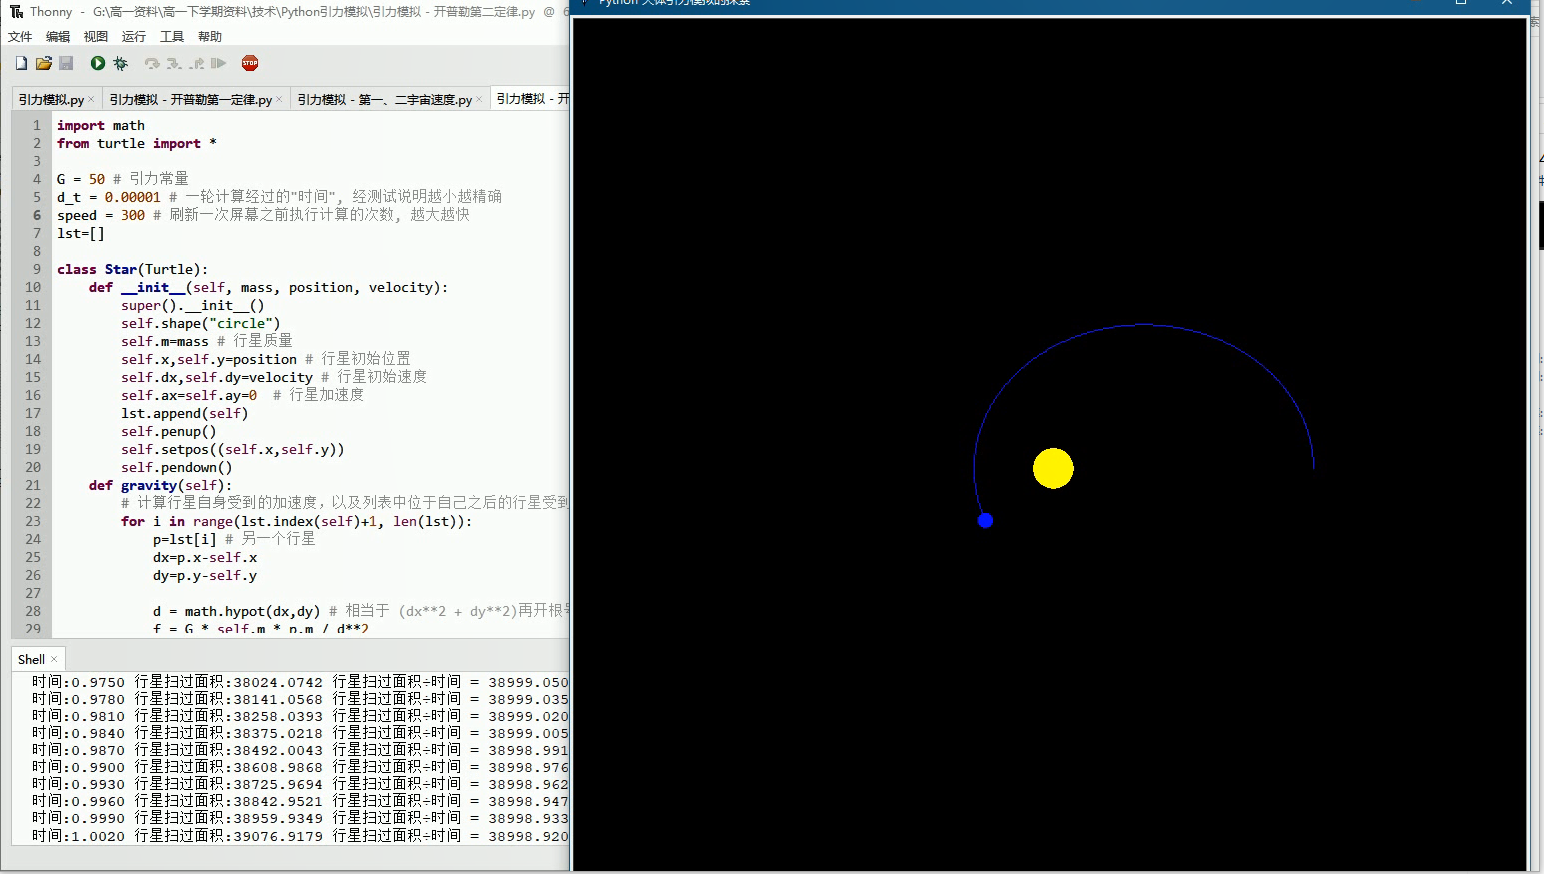 Thonny - G:\高一资料\高一下学期资料\技术\Python引力模拟\引力模拟 - 开普勒第二定律.py @ 6
文件 编辑 视图 运行 工具 帮助
STOP
引力模拟.py × 引力模拟 - 开普勒第一定律.py × 引力模拟 - 第一、二宇宙速度.py × 引力模拟 - 开
1 import math
2 from turtle import *
3
4 G = 50 # 引力常量
5 d_t = 0.00001 # 一轮计算经过的"时间", 经测试说明越小越精确
6 speed = 300 # 刷新一次屏幕之前执行计算的次数, 越大越快
7 lst=[]
8
9 class Star(Turtle):
10 def __init__(self, mass, position, velocity):
11 super().__init__()
12 self.shape("circle")
13 self.m=mass # 行星质量
14 self.x,self.y=position # 行星初始位置
15 self.dx,self.dy=velocity # 行星初始速度
16 self.ax=self.ay=0 # 行星加速度
17 lst.append(self)
18 self.penup()
19 self.setpos((self.x,self.y))
20 self.pendown()
21 def gravity(self):
22 # 计算行星自身受到的加速度，以及列表中位于自己之后的行星受到
23 for i in range(lst.index(self)+1, len(lst)):
24 p=lst[i] # 另一个行星
25 dx=p.x-self.x
26 dy=p.y-self.y
27
28 d = math.hypot(dx,dy) # 相当于 (dx**2 + dy**2)再开根号
29 f = G * self.m * p.m / d**2
Shell ×
时间:0.9750 行星扫过面积:38024.0742 行星扫过面积÷时间 = 38999.050
时间:0.9780 行星扫过面积:38141.0568 行星扫过面积÷时间 = 38999.035
时间:0.9810 行星扫过面积:38258.0393 行星扫过面积÷时间 = 38999.020
时间:0.9840 行星扫过面积:38375.0218 行星扫过面积÷时间 = 38999.005
时间:0.9870 行星扫过面积:38492.0043 行星扫过面积÷时间 = 38998.991
时间:0.9900 行星扫过面积:38608.9868 行星扫过面积÷时间 = 38998.976
时间:0.9930 行星扫过面积:38725.9694 行星扫过面积÷时间 = 38998.962
时间:0.9960 行星扫过面积:38842.9521 行星扫过面积÷时间 = 38998.947
时间:0.9990 行星扫过面积:38959.9349 行星扫过面积÷时间 = 38998.933
时间:1.0020 行星扫过面积:39076.9179 行星扫过面积÷时间 = 38998.920
Python 天体引力模拟的探索